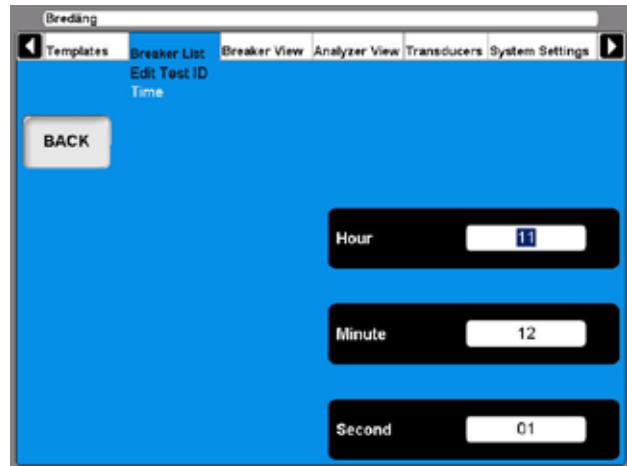 Bredäng
Templates Breaker List Breaker View Analyzer View Transducers System Settings
Edit Test ID
Time
BACK
Hour 11
Minute 12
Second 01